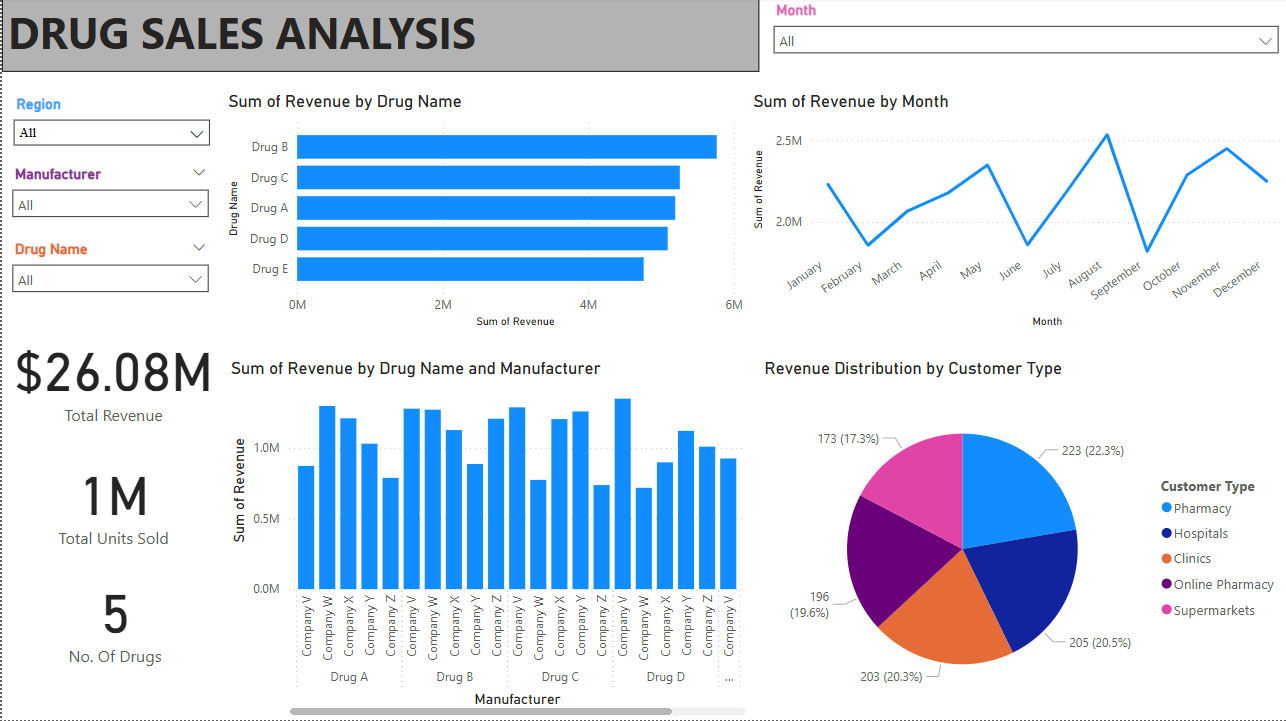 DRUG SALES ANALYSIS
Month
All
Region
All
Manufacturer
All
Drug Name
All
$26.08M
Total Revenue
1M
Total Units Sold
5
No. Of Drugs
Sum of Revenue by Drug Name
Drug Name
Drug B
Drug C
Drug A
Drug D
Drug E
0M 2M 4M 6M
Sum of Revenue
Sum of Revenue by Month
Sum of Revenue
2.5M
2.0M
January February March April May June July August September October November December
Month
Sum of Revenue by Drug Name and Manufacturer
Sum of Revenue
1.0M
0.5M
0.0M
Company V Company W Company X Company Y Company Z Company V Company W Company X Company Y Company Z Company V Company W Company X Company Y Company Z Company V Company W Company X Company Y Company Z Company V
Drug A Drug B Drug C Drug D ...
Manufacturer
Revenue Distribution by Customer Type
173 (17.3%)
223 (22.3%)
196
(19.6%)
205 (20.5%)
203 (20.3%)
Customer Type
Pharmacy
Hospitals
Clinics
Online Pharmacy
Supermarkets